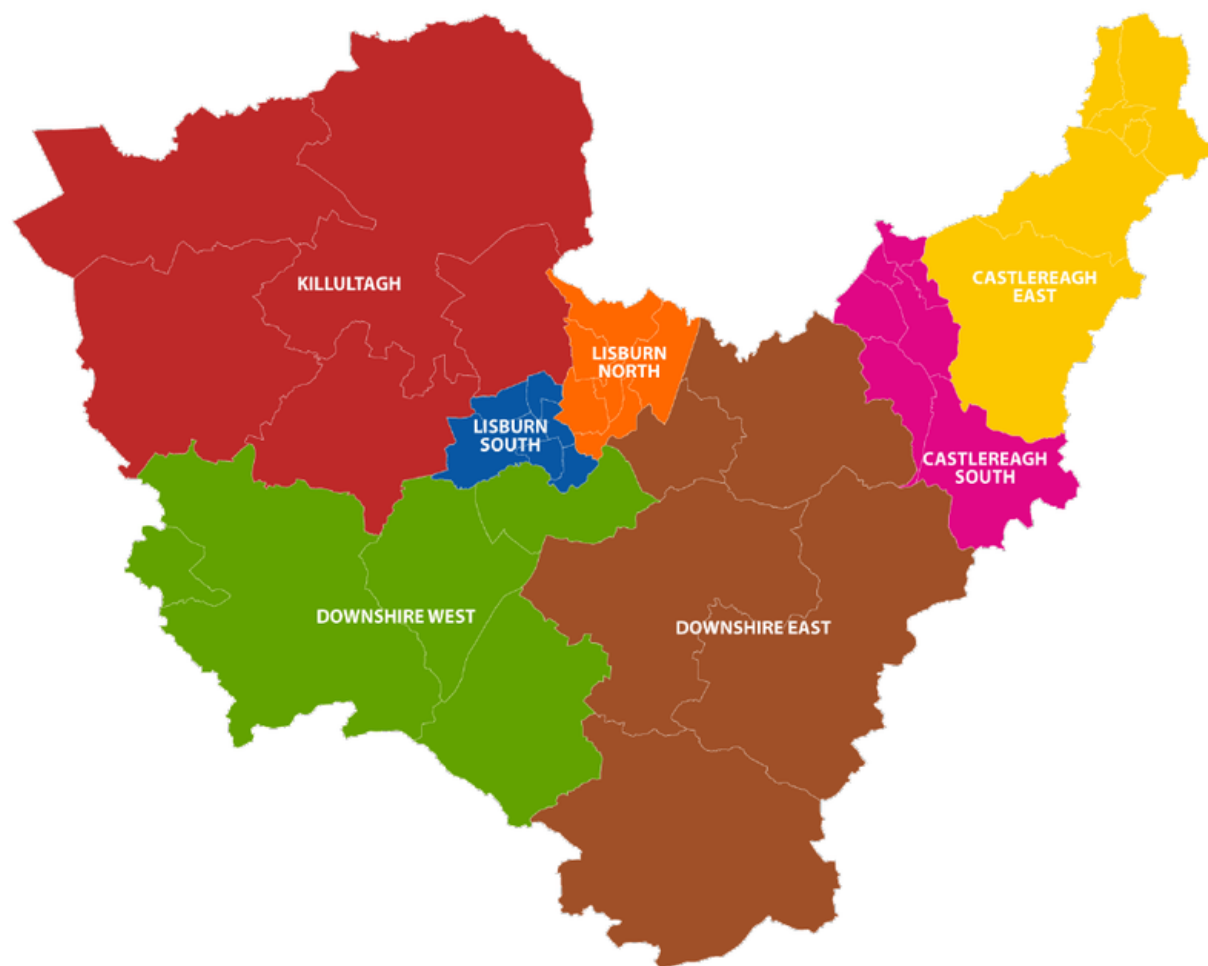 KILLULTAGH
CASTLEREAGH
EAST
LISBURN
NORTH
LISBURN
SOUTH
CASTLEREAGH
SOUTH
DOWNSHIRE WEST
DOWNSHIRE EAST